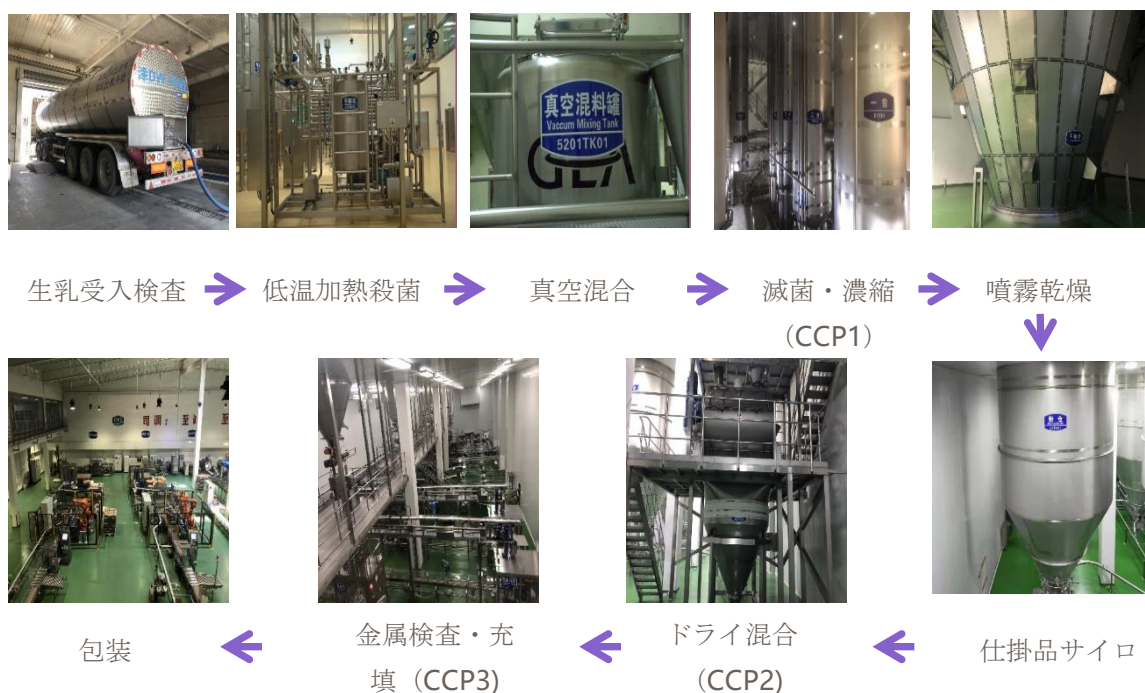 真空混料罐
Vaccum Mixing Tank
5201TK01
GEA
生乳受入検査
低温加熱殺菌
真空混合
滅菌・濃縮
（CCP1）
噴霧乾燥
包装
金属検査・充
填（CCP3)
ドライ混合
（CCP2)
仕掛品サイロ